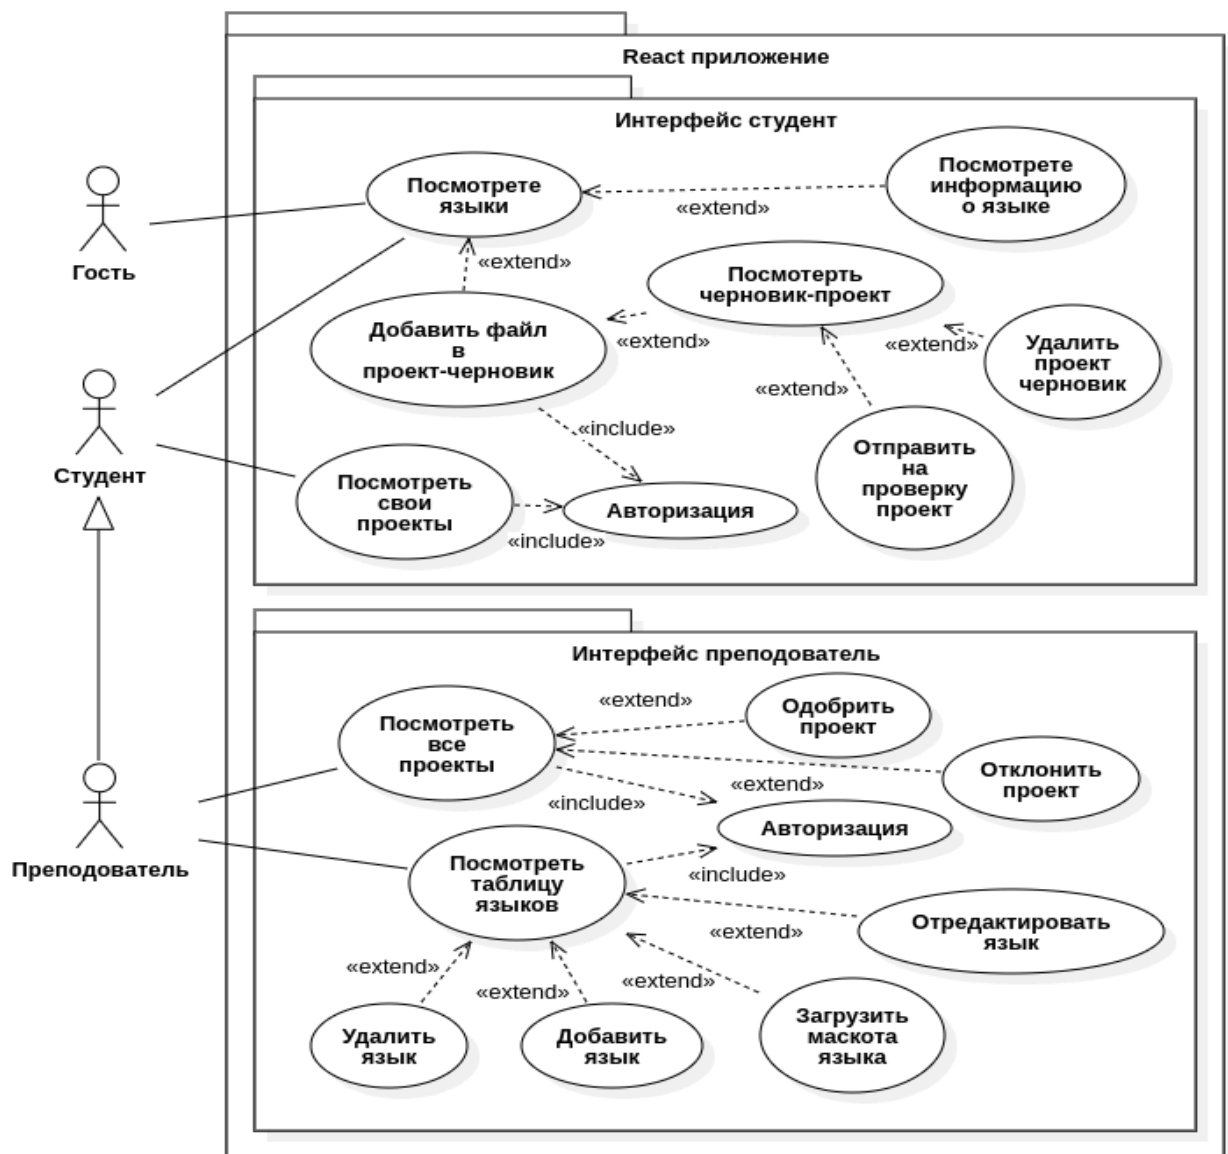 React приложение
Интерфейс студент
Посмотрете
языки
«extend»
Посмотрете
информацию
о языке
Гость
«extend»
Посмотерть
черновик-проект
Добавить файл
в
проект-черновик
«extend»
«extend»
Удалить
проект
черновик
«extend»
Студент
«include»
Отправить
на
проверку
проект
Посмотреть
свои
проекты
Авторизация
«include»
Интерфейс преподователь
Посмотреть
все
проекты
«extend»
Одобрить
проект
«extend»
Отклонить
проект
«include»
Авторизация
Преподователь
Посмотреть
таблицу
языков
«include»
«extend»
Отредактировать
язык
«extend»
«extend»
«extend»
Удалить
язык
Добавить
язык
Загрузить
маскота
языка